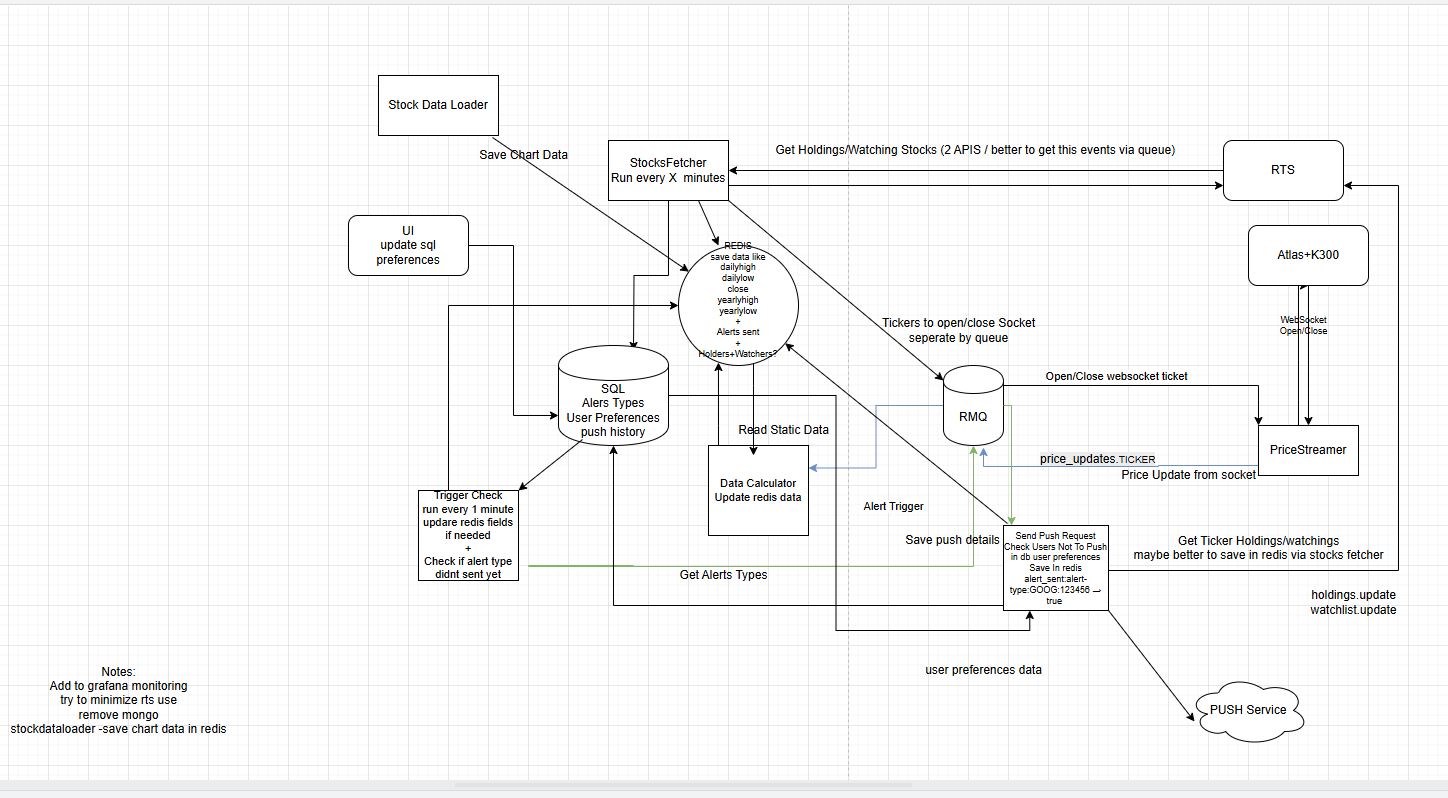 Stock Data Loader
Save Chart Data
StocksFetcher
Run every X minutes
Get Holdings/Watching Stocks (2 APIS / better to get this events via queue)
RTS
UI
update sql
preferences
REDIS
save data like
dailyhigh
dailylow
close
yearlyhigh
yearlylow
+
Alerts sent
+
Holders+Watchers?
Atlas+K300
WebSocket
Open/Close
Tickers to open/close Socket
seperate by queue
SQL
Alers Types
User Preferences
push history
RMQ
Open/Close websocket ticket
PriceStreamer
Read Static Data
price_updates.TICKER
Price Update from socket
Data Calculator
Update redis data
Trigger Check
run every 1 minute
updare redis fields
if needed
+
Check if alert type
didnt sent yet
Alert Trigger
Save push details
Send Push Request
Check Users Not To Push
in db user preferences
Save In redis
alert_sent:alert-
type:GOOG:123456 -->
true
Get Ticker Holdings/watchings
maybe better to save in redis via stocks fetcher
Get Alerts Types
holdings.update
watchlist.update
user preferences data
PUSH Service
Notes:
Add to grafana monitoring
try to minimize rts use
remove mongo
stockdataloader -save chart data in redis